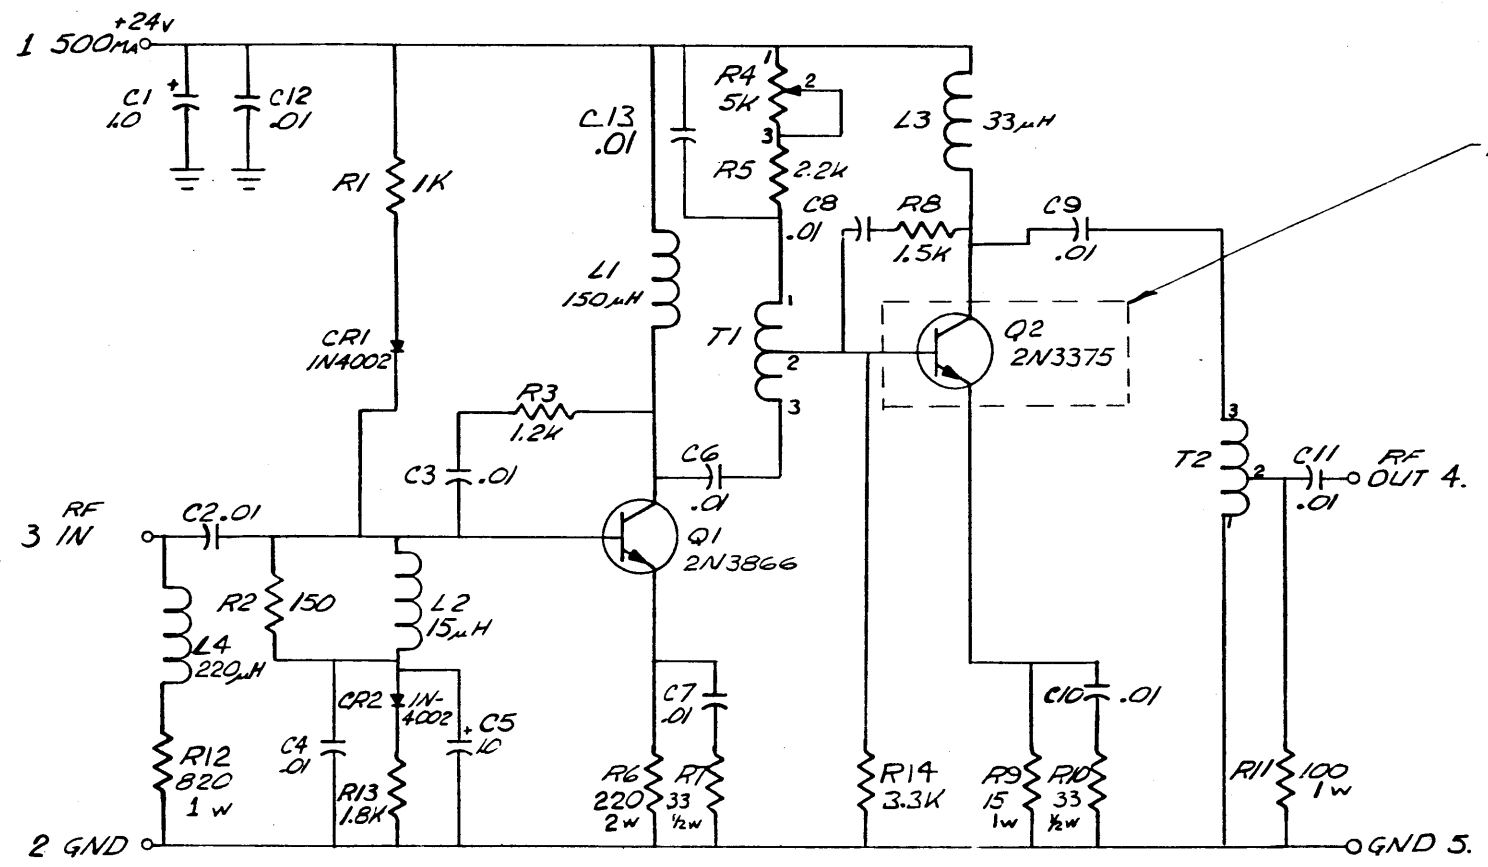 +24V
1 500MA
C1
1.0
+
C12
.01
R1 1K
CR1
1N4002
C13
.01
R4
5K
1
2
3
R5 2.2K
L3 33µH
C8
.01
R8
1.5K
C9
.01
L1
150µH
T1
1
2
3
Q2
2N3375
R3
1.2K
C3 .01
C6
.01
T2
3
2
1
C11
.01
RF
OUT 4.
RF
3 IN
C2 .01
Q1
2N3866
R2 150
L2
15µH
L4
220µH
CR2 1N-
4002
C4
.01
+
C5
10
C7
.01
C10 .01
R12
820
1 W
R13
1.8K
R6
220
2W
R7
33
½W
R14
3.3K
R9
15
1W
R10
33
½W
R11 100
1W
2 GND
GND 5.